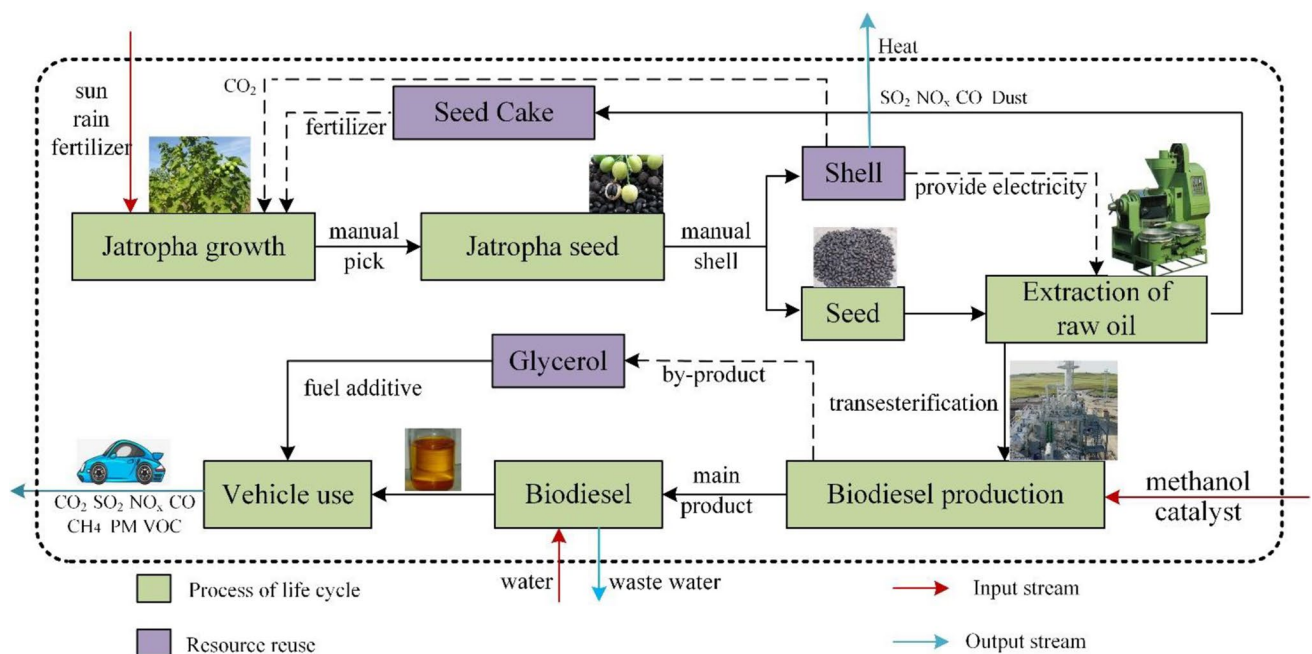 Heat
CO₂
SO₂ NOₓ CO Dust
sun
rain
fertilizer
Seed Cake
fertilizer
Shell
provide electricity
Jatropha growth
manual
pick
Jatropha seed
manual
shell
Seed
Extraction of
raw oil
Glycerol
by-product
fuel additive
transesterification
CO₂ SO₂ NOₓ CO
CH₄ PM VOC
Vehicle use
Biodiesel
main
product
Biodiesel production
methanol
catalyst
water
waste water
Process of life cycle
Input stream
Resource reuse
Output stream